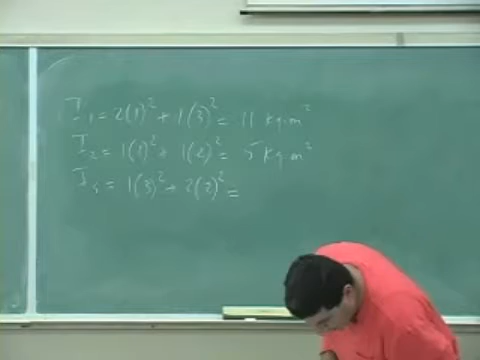 I₁ = 2(1)² + 1(3)² = 11 kg·m²
I₂ = 1(1)² + 1(2)² = 5 kg·m²
I₃ = 1(3)² + 2(2)² =